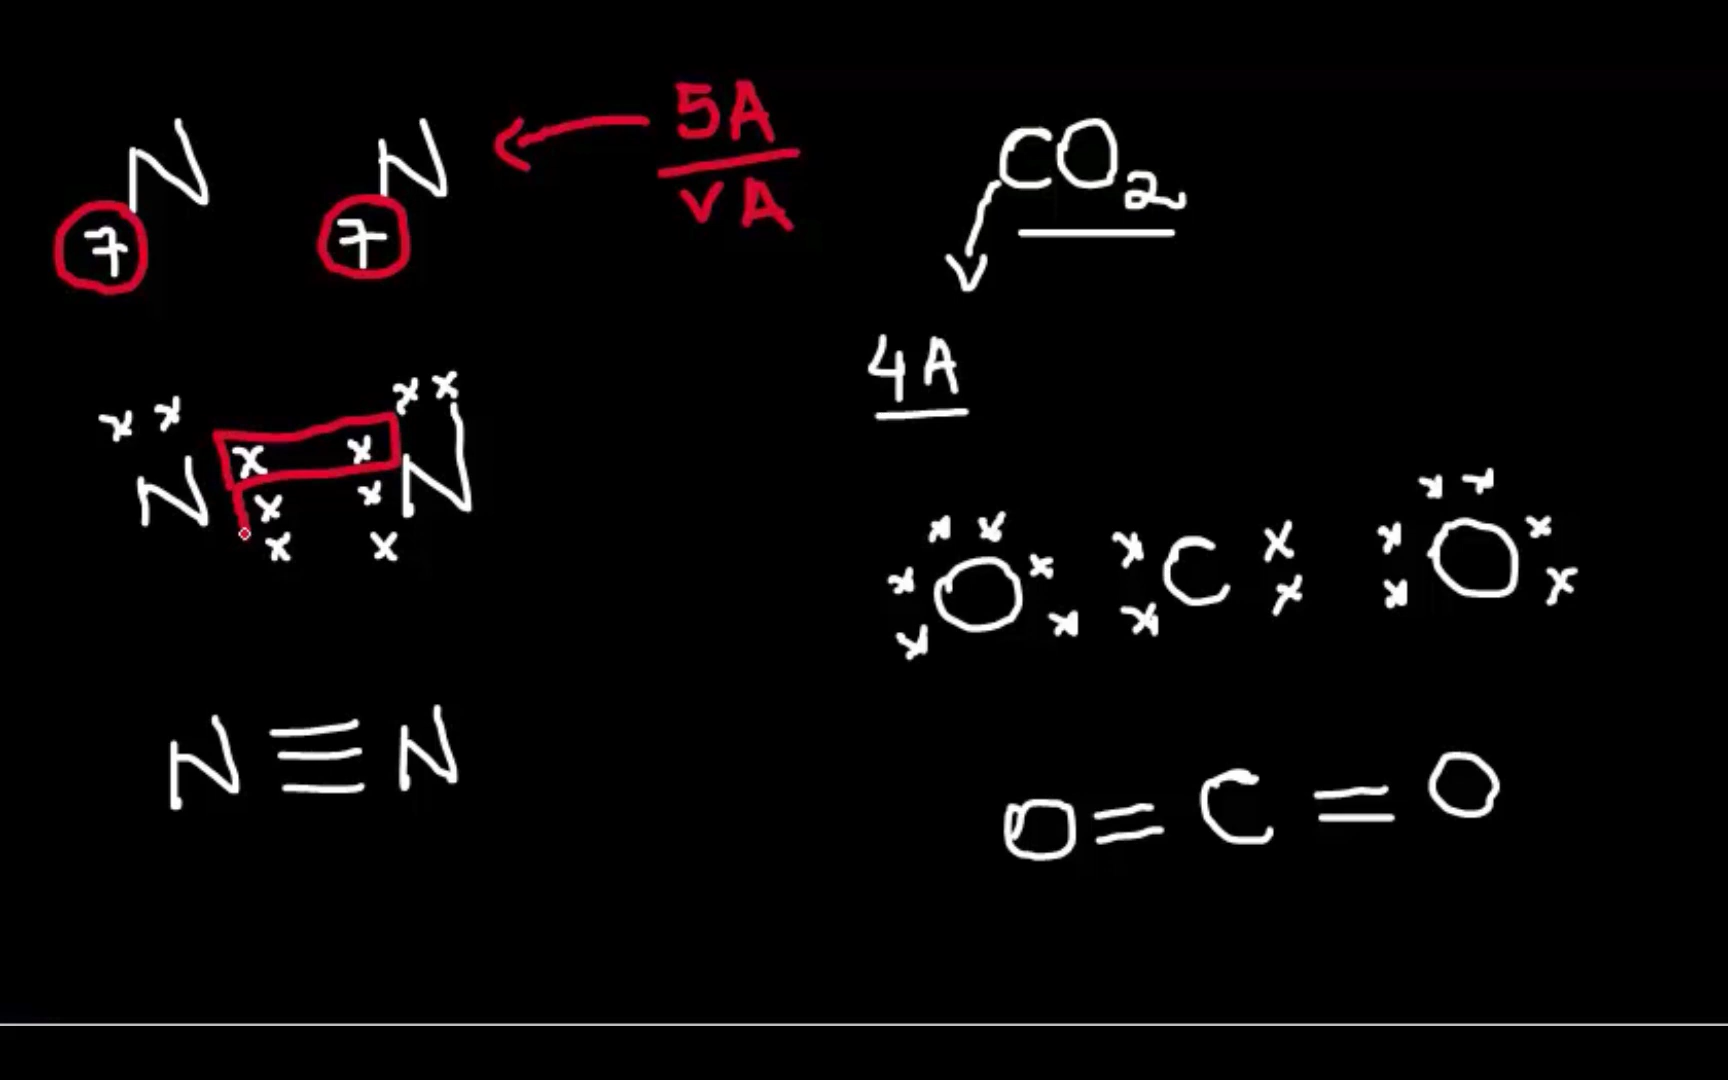 N N 5A
7 7 VA
CO₂
4A
x x x x
N x x N
x x
x x
x x x x
x x x x C x x O x
x O x x x x x x
x
N ≡ N
O = C = O